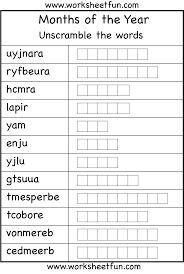 www.worksheetfun.com
Months of the Year
Unscramble the words
uyjnara
ryfbeura
hcmra
lapir
yam
enju
yjlu
gtsuua
tmesperbe
tcobore
vonmereb
cedmeerb
© www.worksheetfun.com